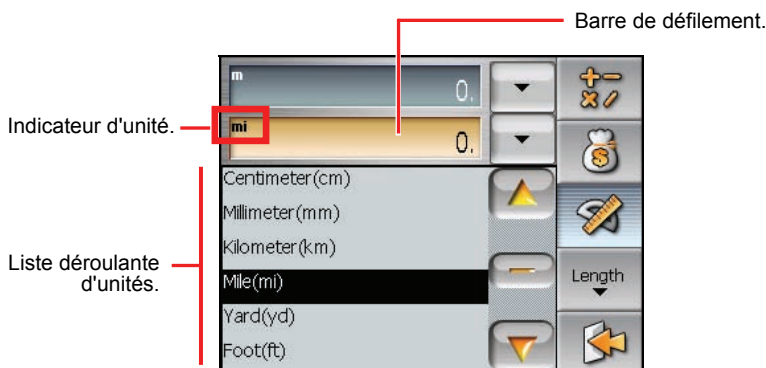 Barre de défilement.
m
0.
Indicateur d'unité.
mi
0.
Centimeter(cm)
Millimeter(mm)
Kilometer(km)
Liste déroulante
d'unités.
Mile(mi)
Length
Yard(yd)
Foot(ft)